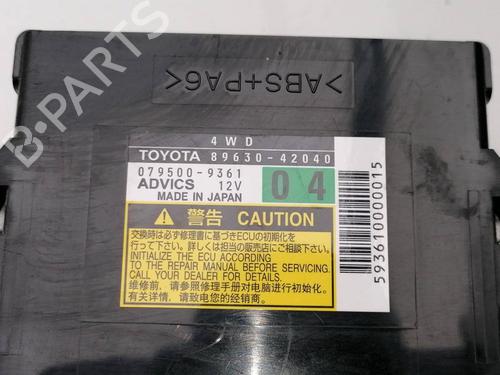 >ABS+PA6<
B-PARTS
4WD
TOYOTA 89630-42040
079500-9361
ADVICS 12V
MADE IN JAPAN
04
警告 CAUTION
交換時は必ず修理書に基づきECUの初期化を
行って下さい。詳しくは担当の販売店にご相談下さい。
INITIALIZE THE ECU ACCORDING
TO THE REPAIR MANUAL BEFORE SERVICING.
CALL YOUR DEALER FOR DETAILS.
维修前，请参照修理手册对电脑进行初始化。
有关详情，请致电您的经销商。
593610000015